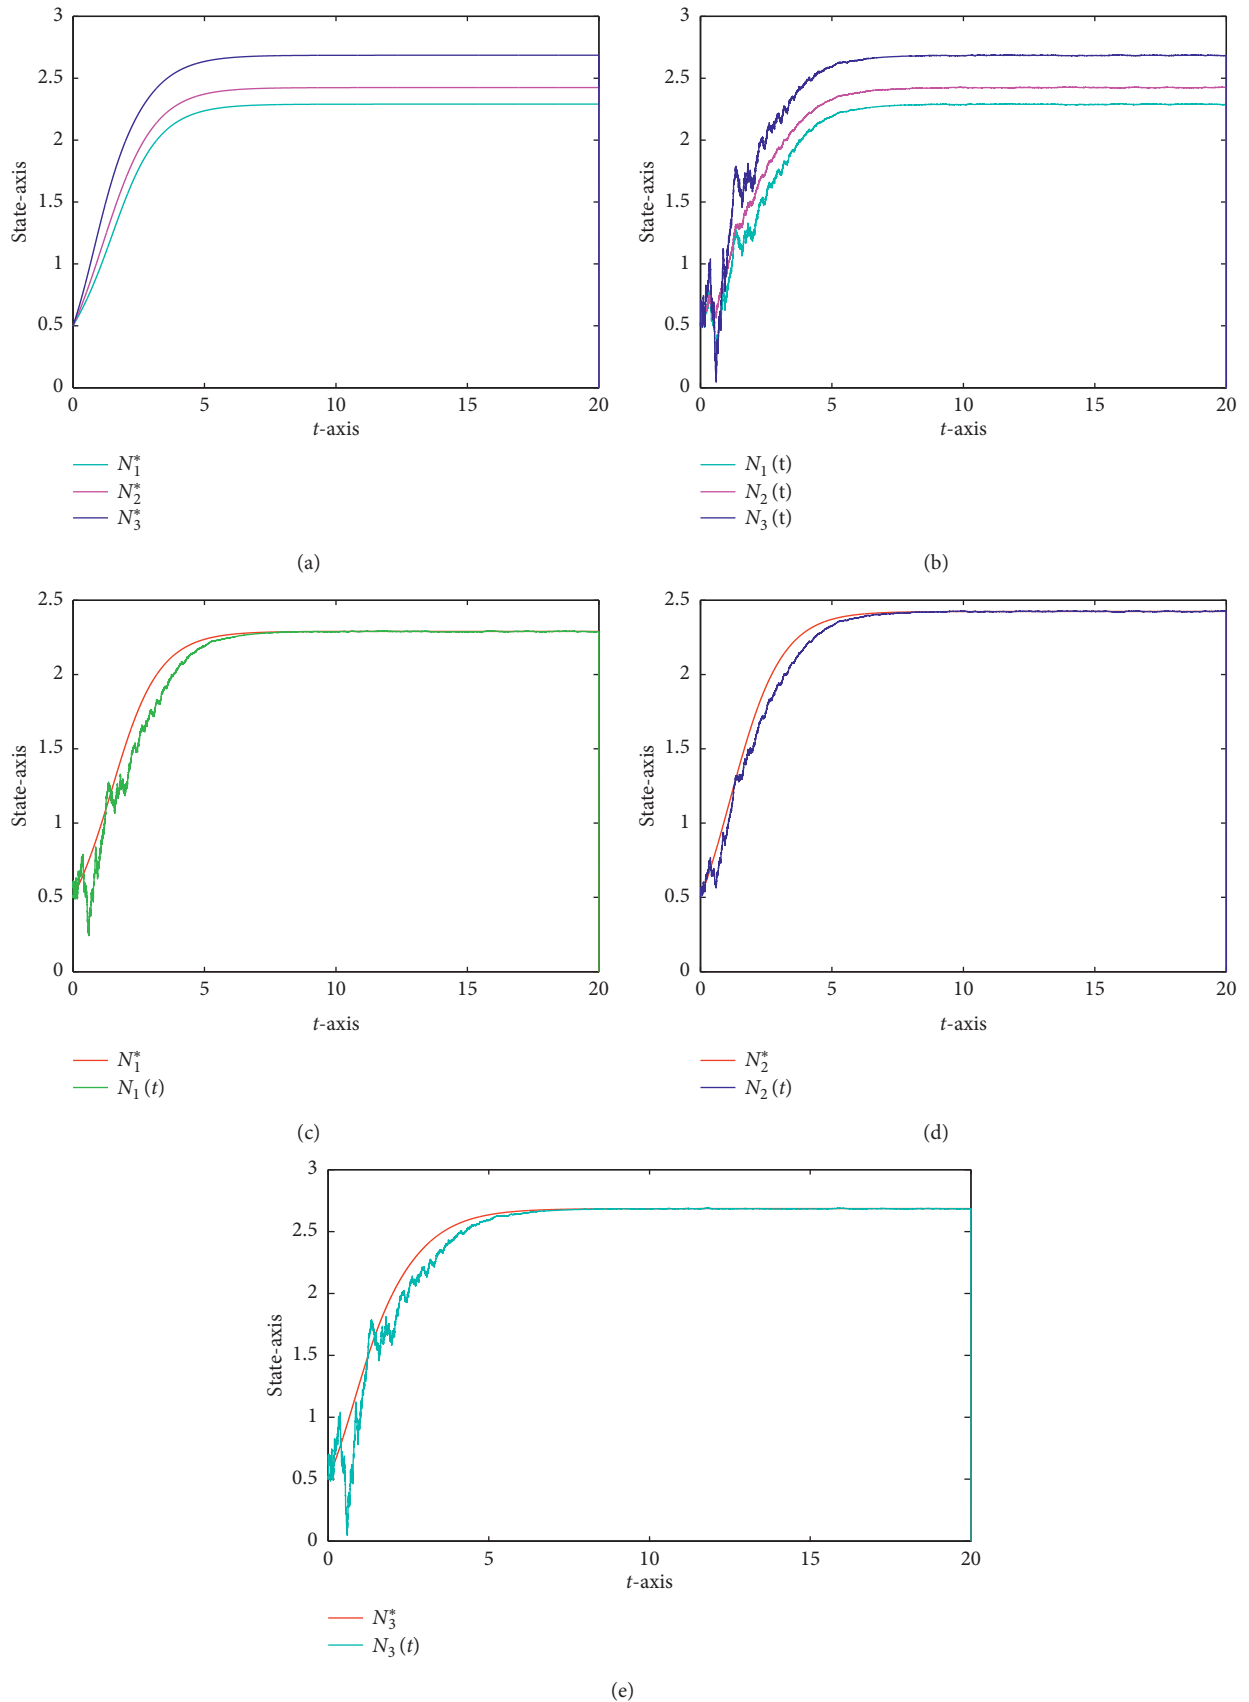 3
2.5
2
1.5
1
0.5
0
State-axis
0 5 10 15 20
t-axis
N₁*
N₂*
N₃*
(a)
3
2.5
2
1.5
1
0.5
0
State-axis
0 5 10 15 20
t-axis
N₁ (t)
N₂ (t)
N₃ (t)
(b)
2.5
2
1.5
1
0.5
0
State-axis
0 5 10 15 20
t-axis
N₁*
N₁ (t)
(c)
2.5
2
1.5
1
0.5
0
State-axis
0 5 10 15 20
t-axis
N₂*
N₂ (t)
(d)
3
2.5
2
1.5
1
0.5
0
State-axis
0 5 10 15 20
t-axis
N₃*
N₃ (t)
(e)